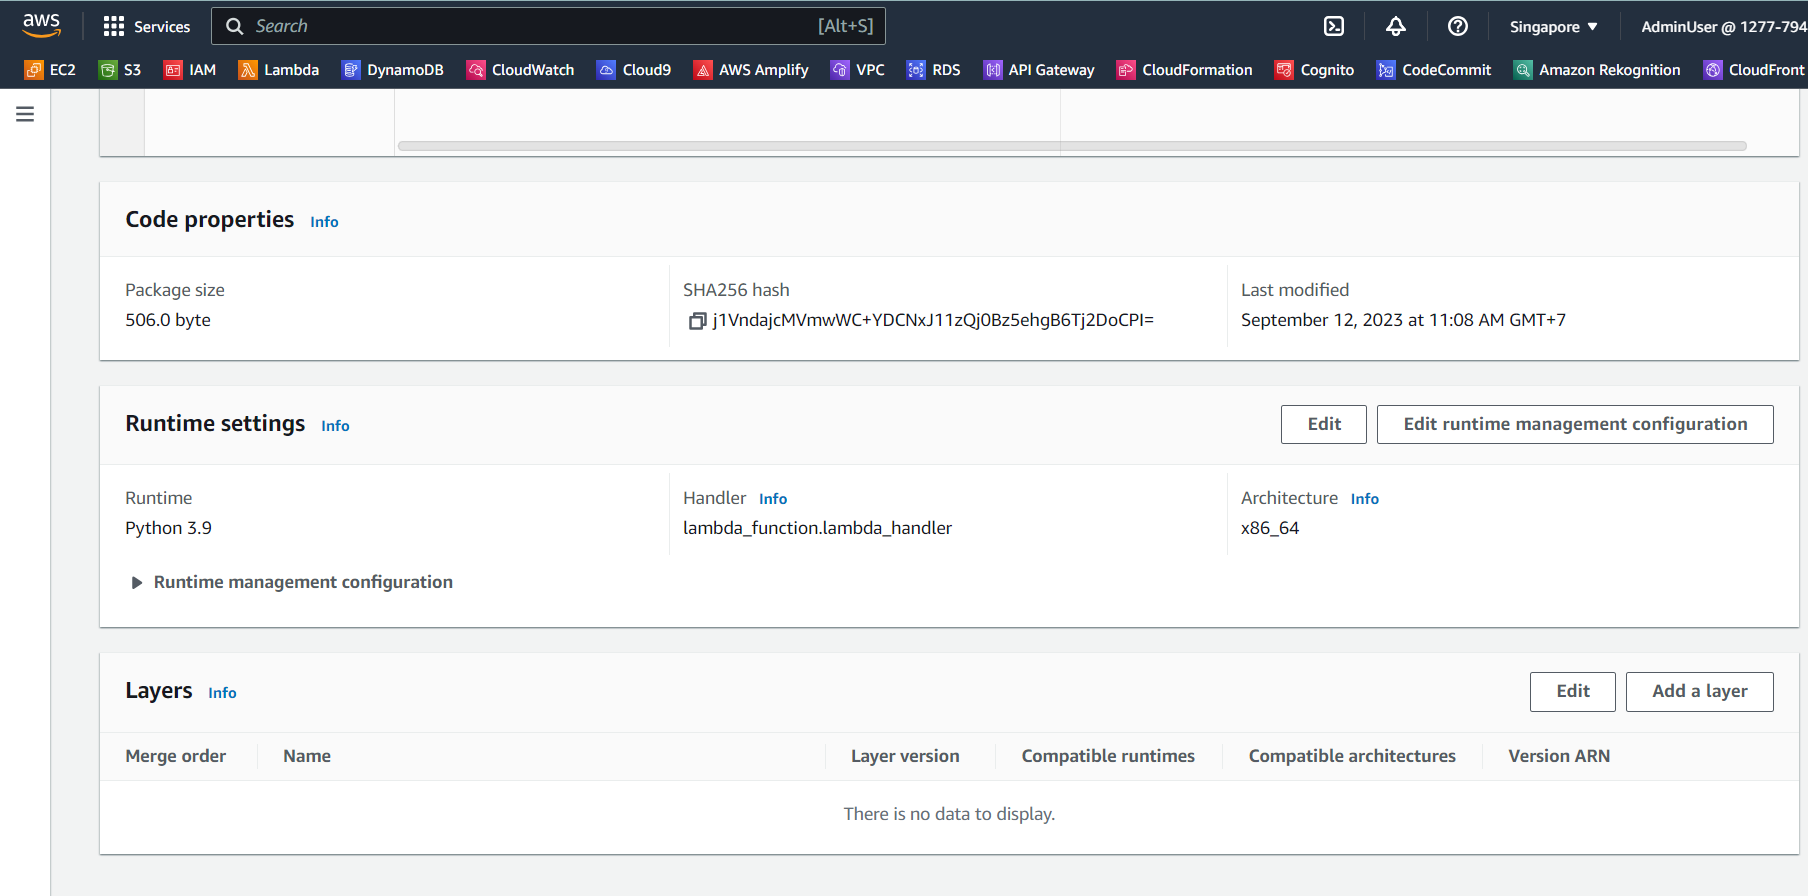 aws Services Search [Alt+S] Singapore AdminUser @ 1277-794
EC2 S3 IAM Lambda DynamoDB CloudWatch Cloud9 AWS Amplify VPC RDS API Gateway CloudFormation Cognito CodeCommit Amazon Rekognition CloudFront
Code properties Info
Package size SHA256 hash Last modified
506.0 byte j1VndajcMVmwWC+YDCNxJ11zQj0Bz5ehgB6Tj2DoCPI= September 12, 2023 at 11:08 AM GMT+7
Runtime settings Info Edit Edit runtime management configuration
Runtime Handler Info Architecture Info
Python 3.9 lambda_function.lambda_handler x86_64
Runtime management configuration
Layers Info Edit Add a layer
Merge order Name Layer version Compatible runtimes Compatible architectures Version ARN
There is no data to display.